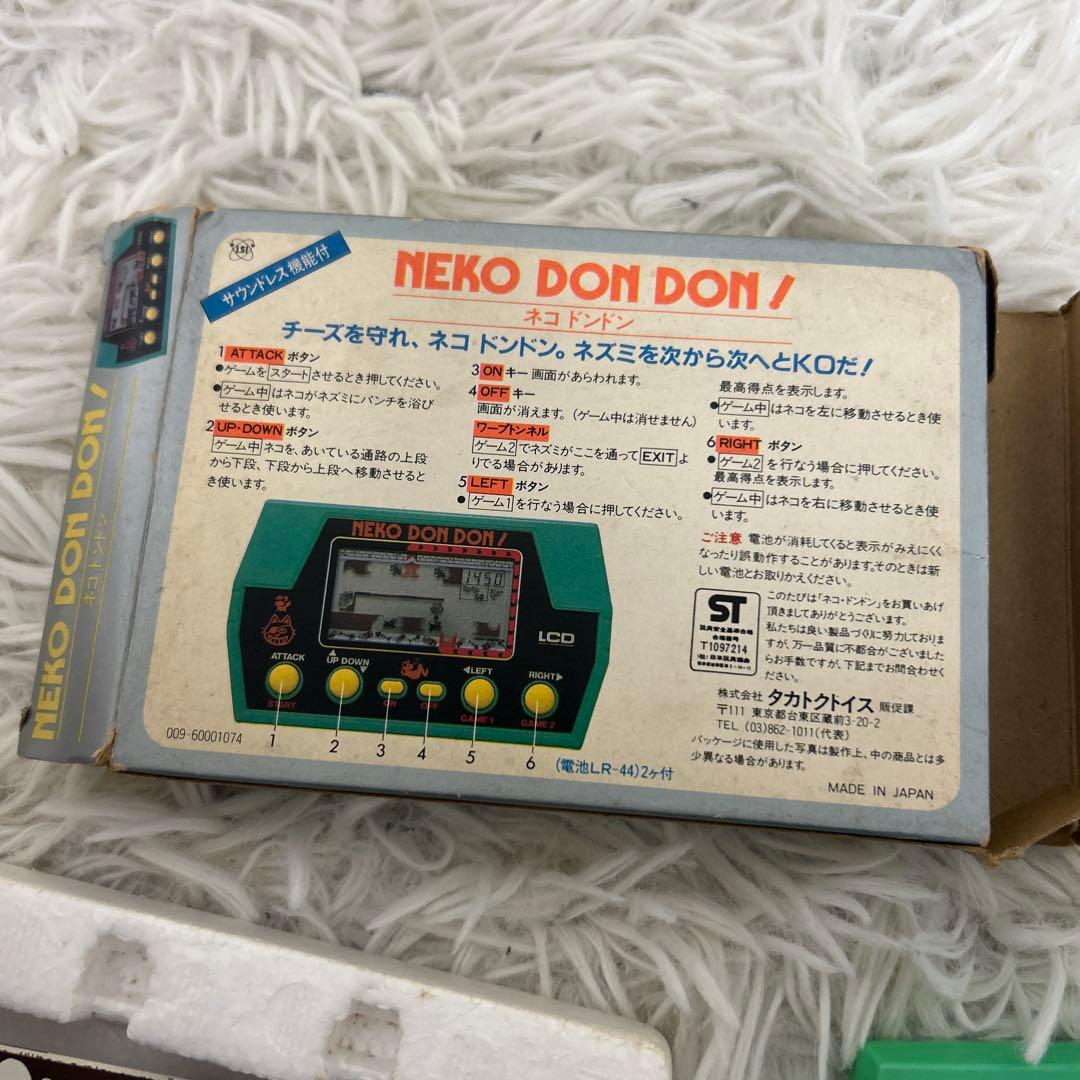 LSI
サウンドレス機能付
NEKO DON DON!
ネコ ドンドン
チーズを守れ、ネコ ドンドン。ネズミを次から次へとKOだ!
1 ATTACK ボタン
●ゲームをスタートさせるとき押してください。
●ゲーム中はネコがネズミにパンチを浴び
せるとき使います。
2 UP・DOWN ボタン
ゲーム中ネコを、あいている通路の上段
から下段、下段から上段へ移動させると
き使います。
3 ON キー 画面があらわれます。
4 OFF キー
画面が消えます。(ゲーム中は消せません)
ワープトンネル
ゲーム2でネズミがここを通ってEXITよ
りでる場合があります。
5 LEFT ボタン
●ゲーム1を行なう場合に押してください。
最高得点を表示します。
●ゲーム中はネコを左に移動させるとき使
います。
6 RIGHT ボタン
●ゲーム2を行なう場合に押してください。
最高得点を表示します。
●ゲーム中はネコを右に移動させるとき使
います。
ご注意 電池が消耗してくると表示がみえにくく
なったり誤動作することがあります。そのときは新
しい電池とお取りかえください。
ST
玩具安全基準合格
合格番号
T1097214
(社)日本玩具協会
このたびは「ネコ・ドンドン」をお買いあげ
頂きましてありがとうございます。
私たちは良い製品づくりに努力しておりま
すが、万一品質に不都合がございました
らお手数ですが、下記までお問合わせく
ださい。
株式会社 タカトクトイス 販促課
〒111 東京都台東区蔵前3-20-2
TEL (03)862-1011(代表)
パッケージに使用した写真は製作上、中の商品とは多
少異なる場合があります。
MADE IN JAPAN
NEKO DON DON!
1450
LCD
ATTACK
START
UP DOWN
ON
OFF
LEFT
GAME 1
RIGHT
GAME 2
1
2
3
4
5
6
009-60001074
(電池LR-44)2ヶ付
NEKO DON DON!
ネコ ドンドン